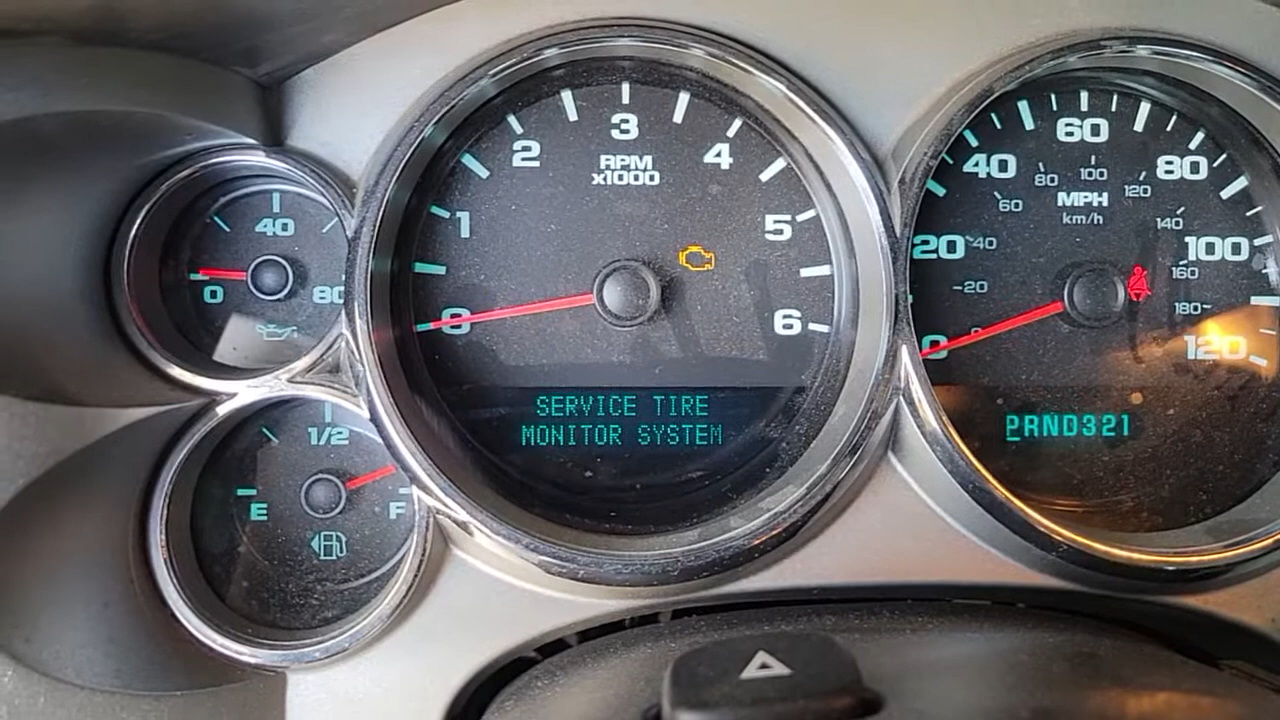 40
0 80
1/2
E F
3
2 4
RPM
x1000
1 5
0 6
SERVICE TIRE
MONITOR SYSTEM
60
40 80
80 100 120
60 MPH 140
km/h
20 40 100
160
20 180
0 0 120
PRND321